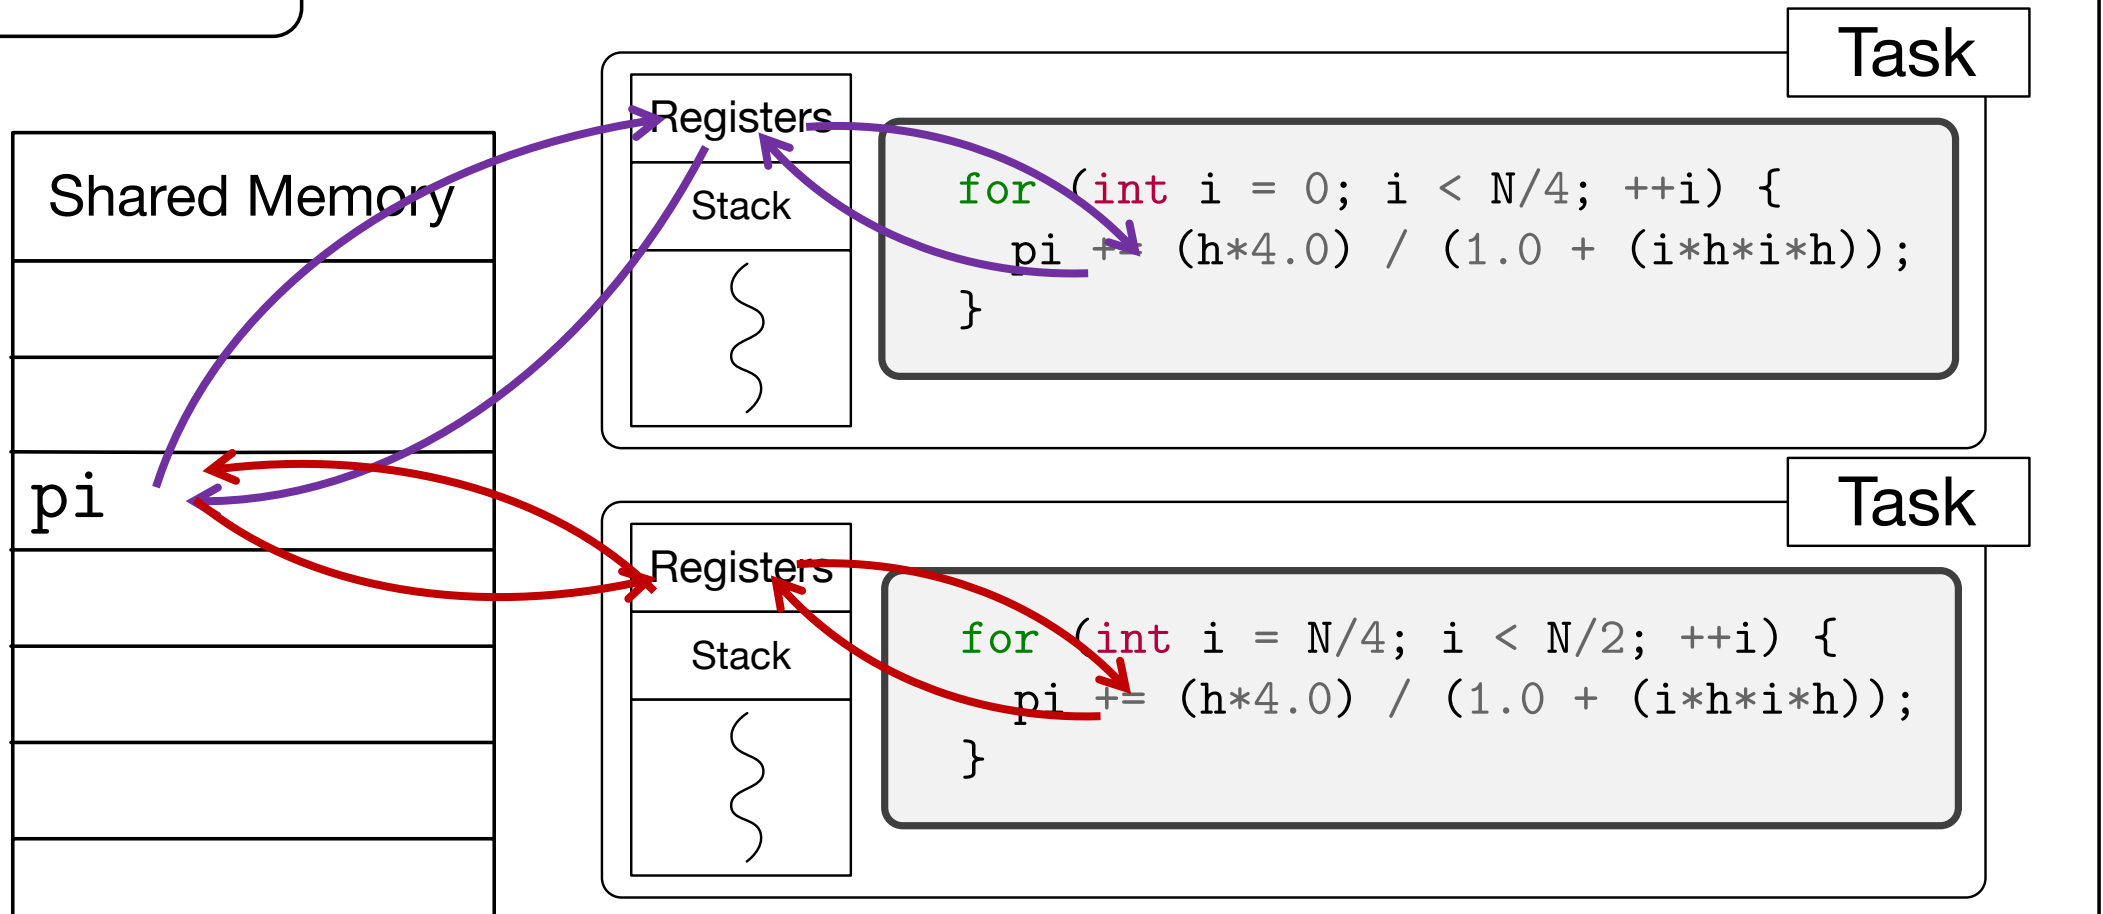 Shared Memory
pi
Task
Registers
Stack
for (int i = 0; i < N/4; ++i) {
pi += (h*4.0) / (1.0 + (i*h*i*h));
}
Task
Registers
Stack
for (int i = N/4; i < N/2; ++i) {
pi += (h*4.0) / (1.0 + (i*h*i*h));
}